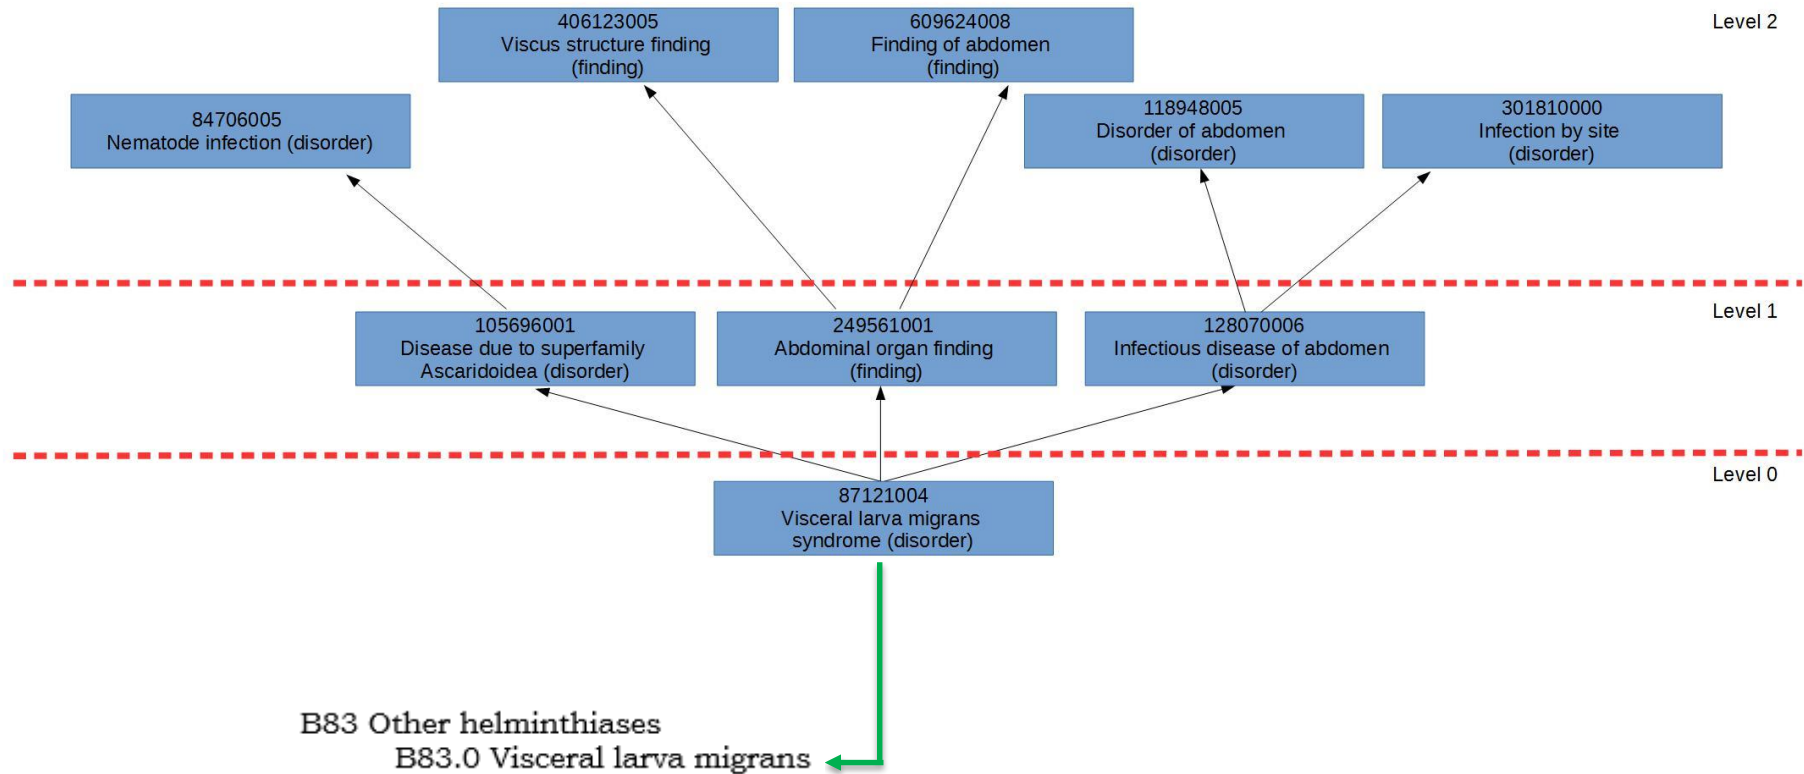 406123005
Viscus structure finding
(finding)
609624008
Finding of abdomen
(finding)
Level 2
84706005
Nematode infection (disorder)
118948005
Disorder of abdomen
(disorder)
301810000
Infection by site
(disorder)
Level 1
105696001
Disease due to superfamily
Ascaridoidea (disorder)
249561001
Abdominal organ finding
(finding)
128070006
Infectious disease of abdomen
(disorder)
Level 0
87121004
Visceral larva migrans
syndrome (disorder)
B83 Other helminthiases
B83.0 Visceral larva migrans